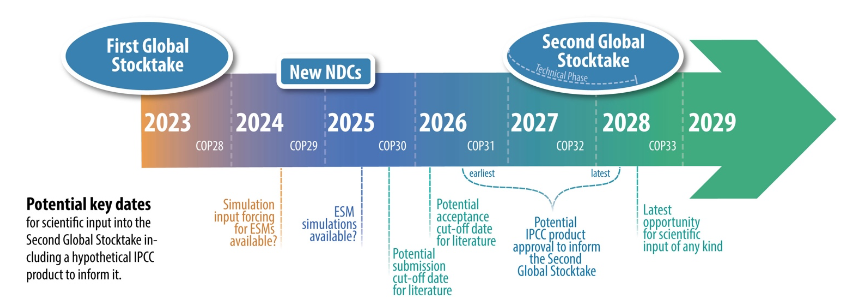 First Global
Stocktake
New NDCs
Second Global
Stocktake
Technical Phase
2023
2024
2025
2026
2027
2028
2029
COP28
COP29
COP30
COP31
COP32
COP33
earliest
latest
Potential key dates
for scientific input into the
Second Global Stocktake in-
cluding a hypothetical IPCC
product to inform it.
Simulation
input forcing
for ESMs
available?
ESM
simulations
available?
Potential
submission
cut-off date
for literature
Potential
acceptance
cut-off date
for literature
Potential
IPCC product
approval to inform
the Second
Global Stocktake
Latest
opportunity
for scientific
input of any kind